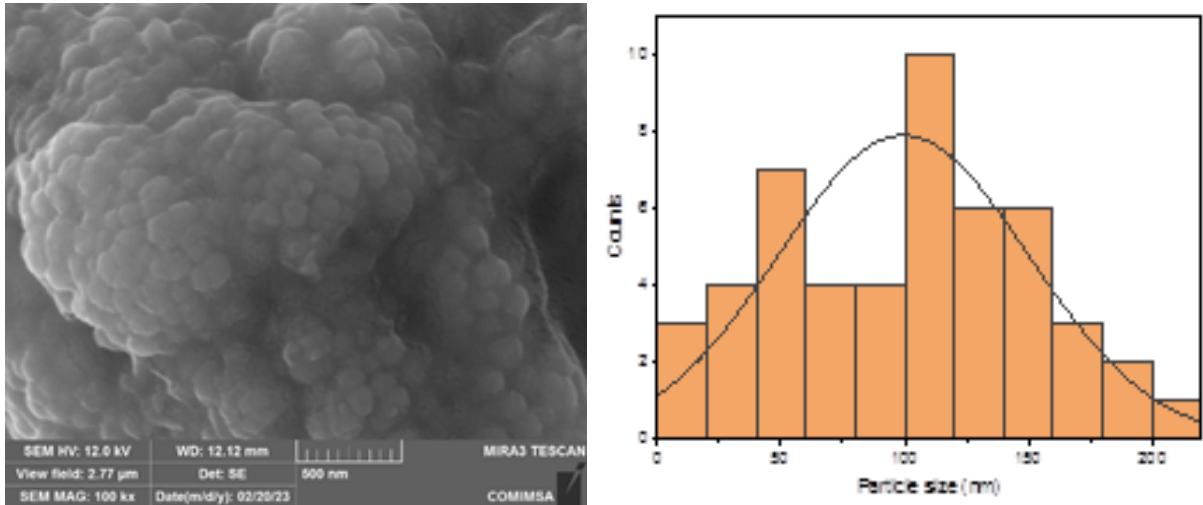 SEM HV: 12.0 kV
WD: 12.12 mm
MIRA3 TESCAN
View field: 2.77 µm
Det: SE
500 nm
SEM MAG: 100 kx
Date(m/d/y): 02/20/23
COMIMSA
Counts
10
8
6
4
2
0
0
50
100
150
200
Particle size (nm)